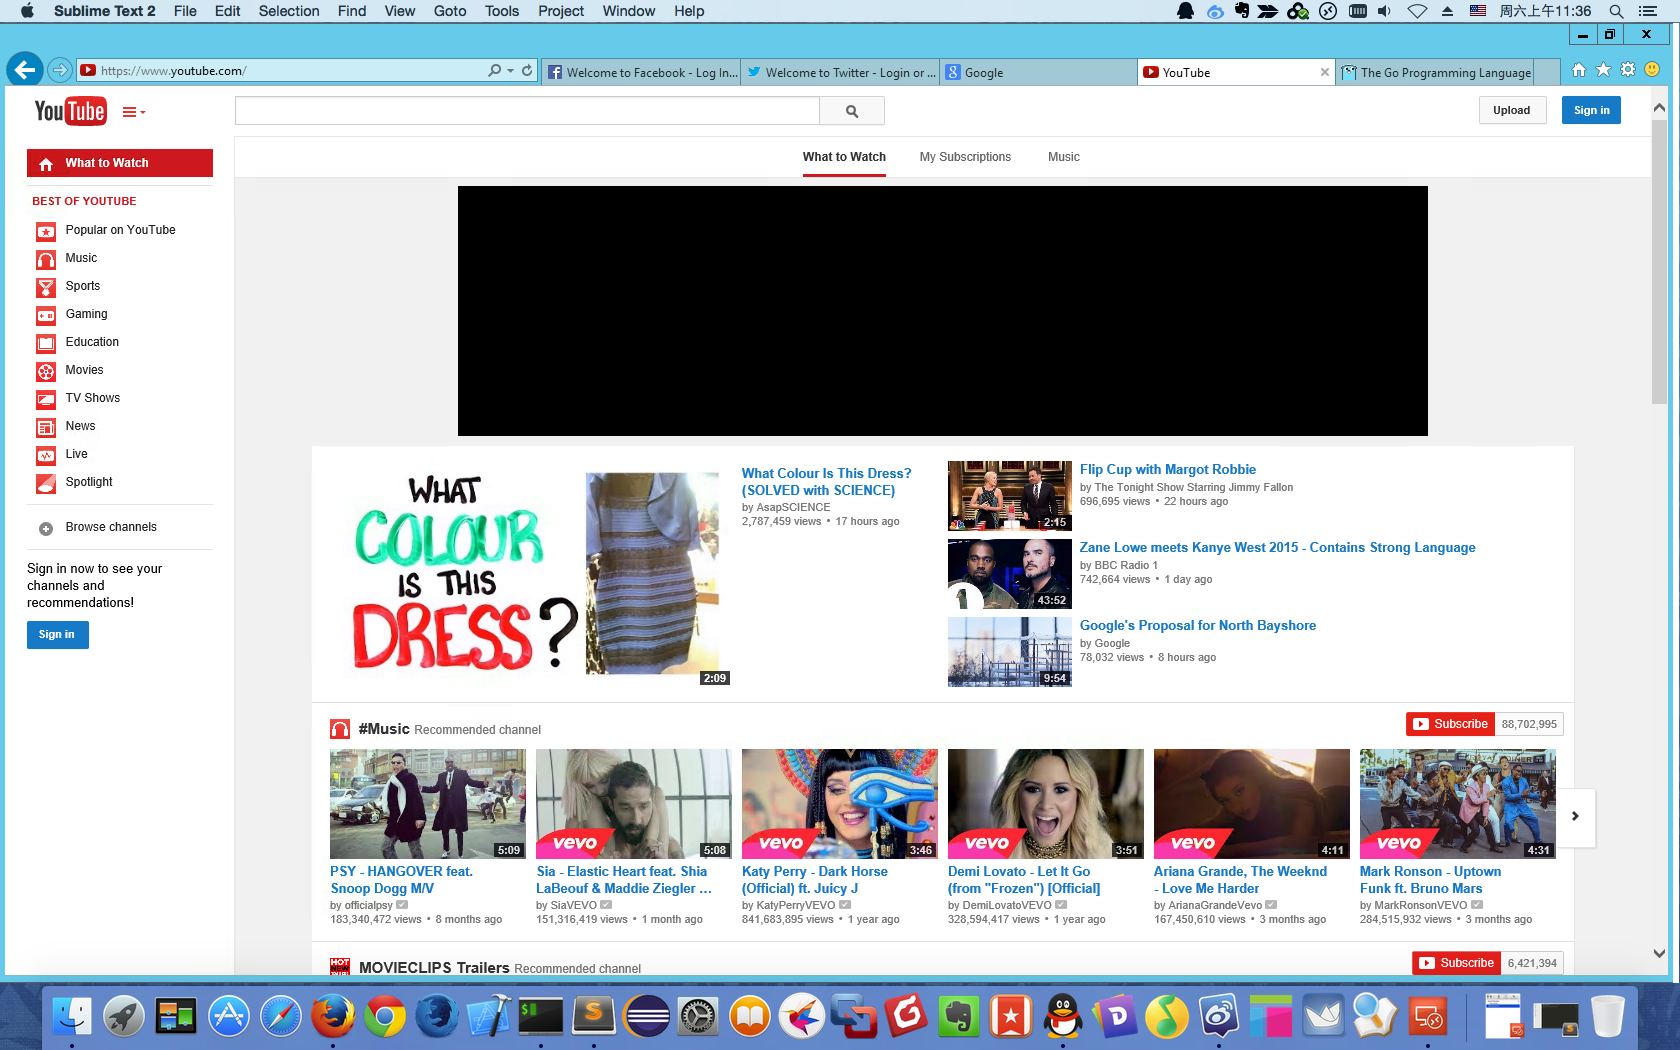 Sublime Text 2 File Edit Selection Find View Goto Tools Project Window Help 周六上午11:36
https://www.youtube.com/ Welcome to Facebook - Log In... Welcome to Twitter - Login or ... Google YouTube The Go Programming Language
YouTube
Upload Sign in
What to Watch My Subscriptions Music
What to Watch
BEST OF YOUTUBE
Popular on YouTube
Music
Sports
Gaming
Education
Movies
TV Shows
News
Live
Spotlight
Browse channels
Sign in now to see your
channels and
recommendations!
Sign in
WHAT
COLOUR
IS THIS
DRESS?
2:09
What Colour Is This Dress?
(SOLVED with SCIENCE)
by AsapSCIENCE
2,787,459 views • 17 hours ago
2:15
Flip Cup with Margot Robbie
by The Tonight Show Starring Jimmy Fallon
696,695 views • 22 hours ago
43:52
Zane Lowe meets Kanye West 2015 - Contains Strong Language
by BBC Radio 1
742,664 views • 1 day ago
9:54
Google's Proposal for North Bayshore
by Google
78,032 views • 8 hours ago
#Music Recommended channel
Subscribe 88,702,995
5:09
PSY - HANGOVER feat.
Snoop Dogg M/V
by officialpsy
183,340,472 views • 8 months ago
vevo 5:08
Sia - Elastic Heart feat. Shia
LaBeouf & Maddie Ziegler ...
by SiaVEVO
151,316,419 views • 1 month ago
vevo 3:46
Katy Perry - Dark Horse
(Official) ft. Juicy J
by KatyPerryVEVO
841,683,895 views • 1 year ago
vevo 3:51
Demi Lovato - Let It Go
(from "Frozen") [Official]
by DemiLovatoVEVO
328,594,417 views • 1 year ago
vevo 4:11
Ariana Grande, The Weeknd
- Love Me Harder
by ArianaGrandeVevo
167,450,610 views • 3 months ago
vevo 4:31
Mark Ronson - Uptown
Funk ft. Bruno Mars
by MarkRonsonVEVO
284,515,932 views • 3 months ago
HOT
NEW
MOVIECLIPS Trailers Recommended channel
Subscribe 6,421,394